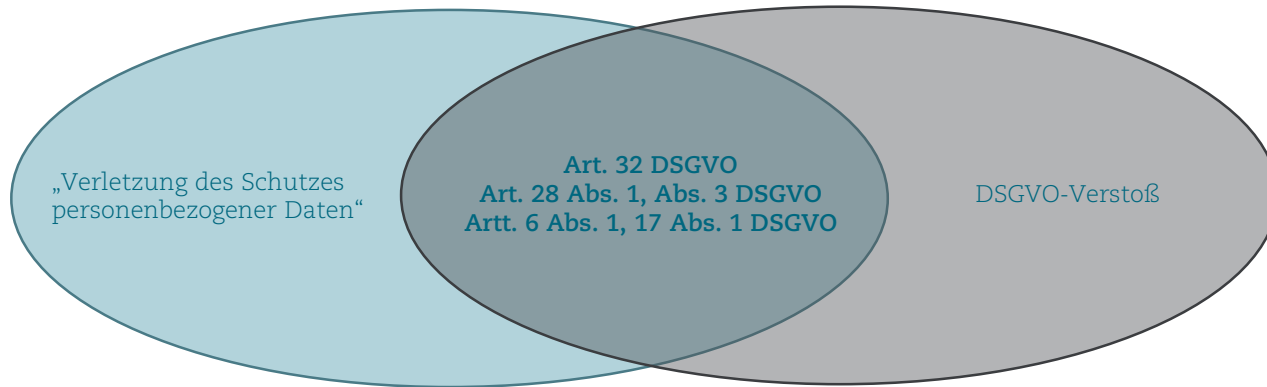 „Verletzung des Schutzes
personenbezogener Daten“
Art. 32 DSGVO
Art. 28 Abs. 1, Abs. 3 DSGVO
Artt. 6 Abs. 1, 17 Abs. 1 DSGVO
DSGVO-Verstoß